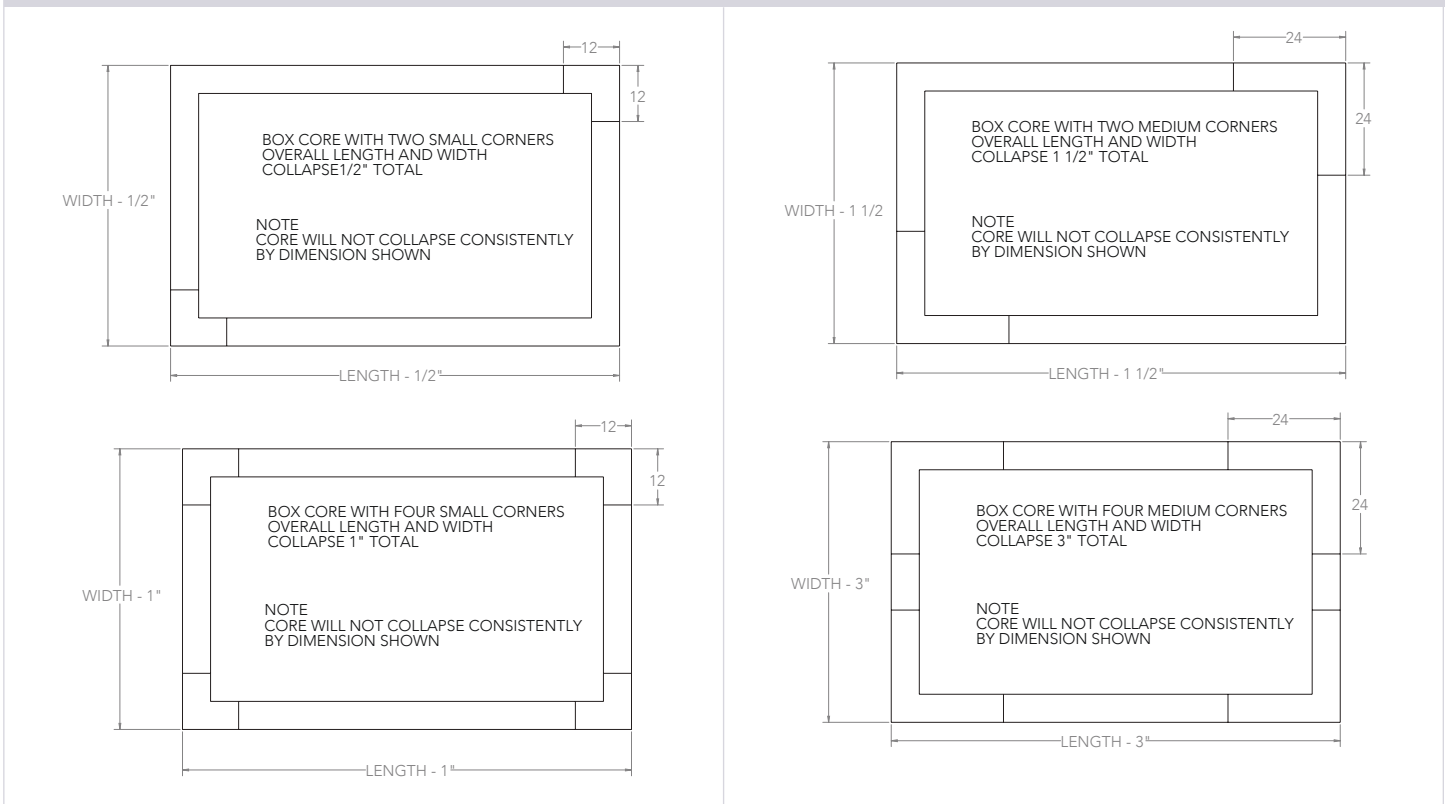 12
12
BOX CORE WITH TWO SMALL CORNERS
OVERALL LENGTH AND WIDTH
COLLAPSE1/2" TOTAL
WIDTH - 1/2"
NOTE
CORE WILL NOT COLLAPSE CONSISTENTLY
BY DIMENSION SHOWN
LENGTH - 1/2"
24
24
BOX CORE WITH TWO MEDIUM CORNERS
OVERALL LENGTH AND WIDTH
COLLAPSE 1 1/2" TOTAL
WIDTH - 1 1/2
NOTE
CORE WILL NOT COLLAPSE CONSISTENTLY
BY DIMENSION SHOWN
LENGTH - 1 1/2"
12
12
BOX CORE WITH FOUR SMALL CORNERS
OVERALL LENGTH AND WIDTH
COLLAPSE 1" TOTAL
WIDTH - 1"
NOTE
CORE WILL NOT COLLAPSE CONSISTENTLY
BY DIMENSION SHOWN
LENGTH - 1"
24
24
BOX CORE WITH FOUR MEDIUM CORNERS
OVERALL LENGTH AND WIDTH
COLLAPSE 3" TOTAL
WIDTH - 3"
NOTE
CORE WILL NOT COLLAPSE CONSISTENTLY
BY DIMENSION SHOWN
LENGTH - 3"